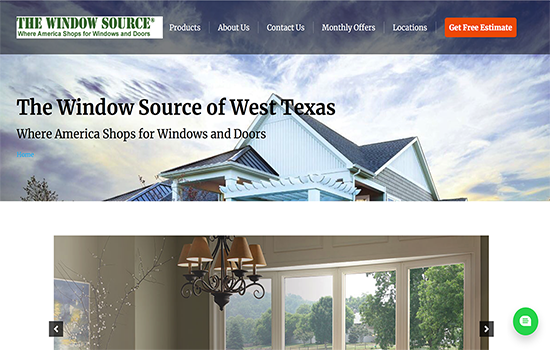 THE WINDOW SOURCE®
Where America Shops for Windows and Doors
Products About Us Contact Us Monthly Offers Locations Get Free Estimate
The Window Source of West Texas
Where America Shops for Windows and Doors
Home